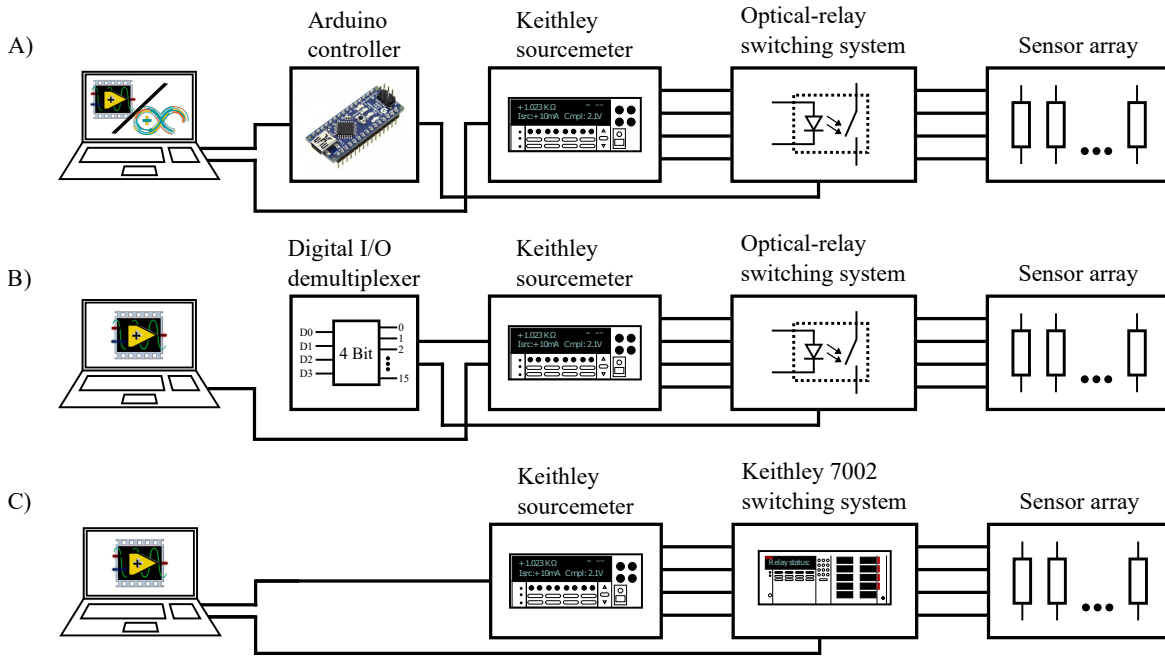 A)
Arduino
controller
Keithley
sourcemeter
Optical-relay
switching system
Sensor array
+1.023 KΩ
Isrc:+10mA Cmpl: 2.1V
B)
Digital I/O
demultiplexer
Keithley
sourcemeter
Optical-relay
switching system
Sensor array
D0
D1
D2
D3
4 Bit
0
1
2
15
+1.023 KΩ
Isrc:+10mA Cmpl: 2.1V
C)
Keithley
sourcemeter
Keithley 7002
switching system
Sensor array
+1.023 KΩ
Isrc:+10mA Cmpl: 2.1V
Relay status: